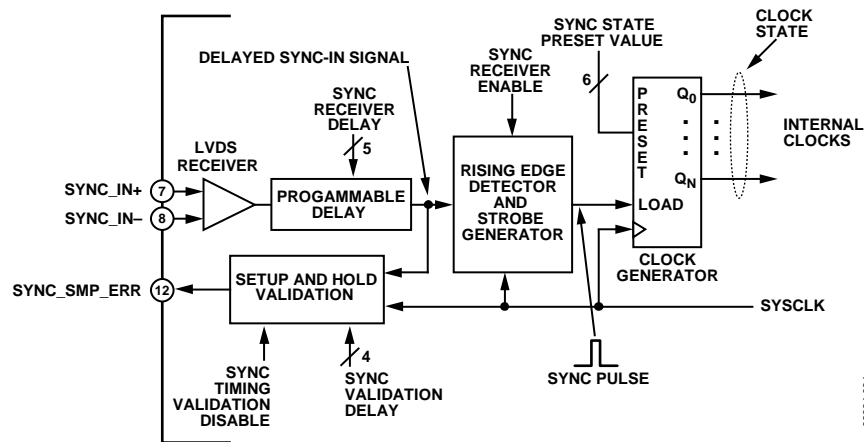 SYNC STATE
PRESET VALUE
CLOCK
STATE
DELAYED SYNC-IN SIGNAL
SYNC
RECEIVER
ENABLE
6
SYNC
RECEIVER
DELAY
5
LVDS
RECEIVER
PRESET
Q0
QN
INTERNAL
CLOCKS
SYNC_IN+
7
SYNC_IN–
8
PROGAMMABLE
DELAY
RISING EDGE
DETECTOR
AND
STROBE
GENERATOR
LOAD
CLOCK
GENERATOR
SETUP AND HOLD
VALIDATION
SYNC_SMP_ERR
12
SYSCLK
4
SYNC
TIMING
VALIDATION
DISABLE
SYNC
VALIDATION
DELAY
SYNC PULSE